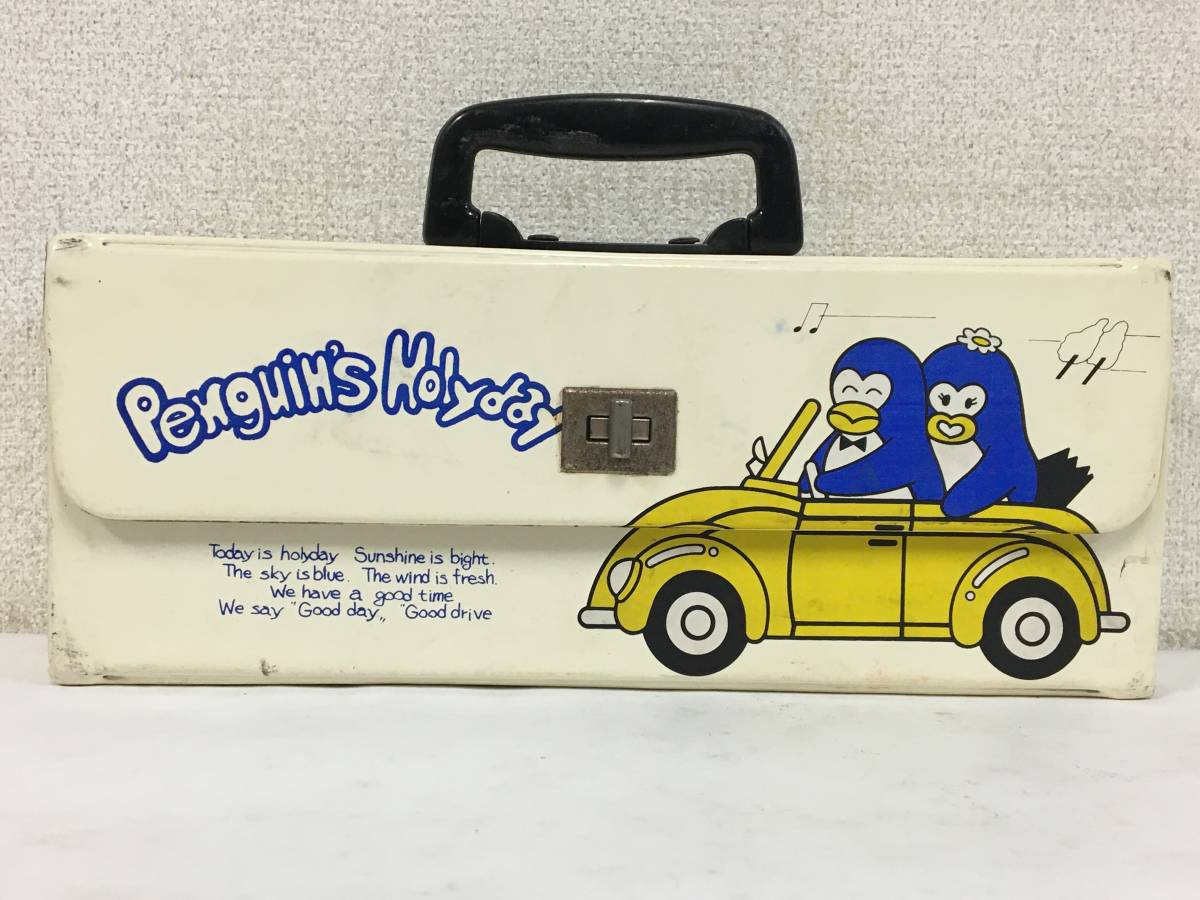 Penguin's Holyday
Today is holyday Sunshine is bight.
The sky is blue. The wind is fresh.
We have a good time
We say "Good day„ "Good drive